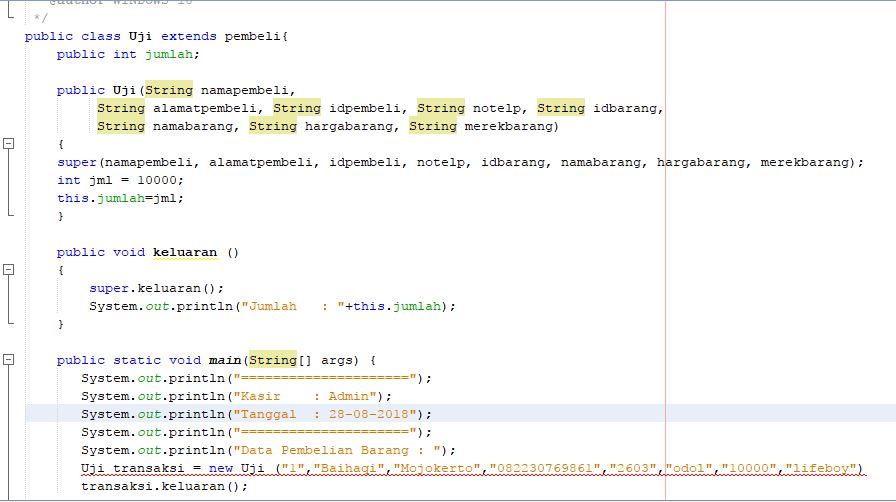 @author WINDOWS 10
*/
public class Uji extends pembeli{
public int jumlah;
public Uji(String namapembeli,
String alamatpembeli, String idpembeli, String notelp, String idbarang,
String namabarang, String hargabarang, String merekbarang)
{
super(namapembeli, alamatpembeli, idpembeli, notelp, idbarang, namabarang, hargabarang, merekbarang);
int jml = 10000;
this.jumlah=jml;
}
public void keluaran ()
{
super.keluaran();
System.out.println("Jumlah   : "+this.jumlah);
}
public static void main(String[] args) {
System.out.println("=====================");
System.out.println("Kasir    : Admin");
System.out.println("Tanggal  : 28-08-2018");
System.out.println("=====================");
System.out.println("Data Pembelian Barang : ");
Uji transaksi = new Uji ("1","Baihaqi","Mojokerto","082230769861","2603","odol","10000","lifeboy")
transaksi.keluaran();